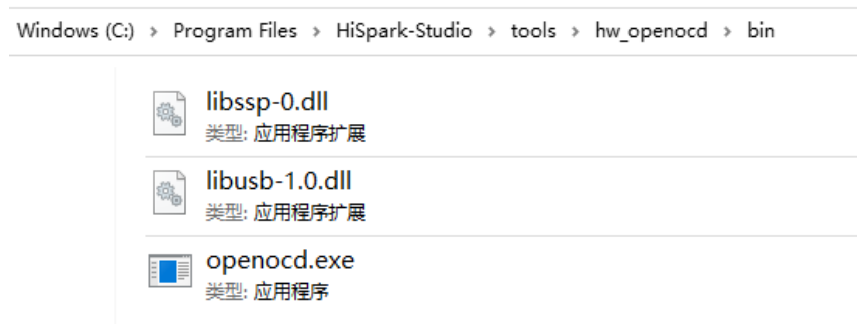 Windows (C:) › Program Files › HiSpark-Studio › tools › hw_openocd › bin
libssp-0.dll
类型: 应用程序扩展
libusb-1.0.dll
类型: 应用程序扩展
openocd.exe
类型: 应用程序